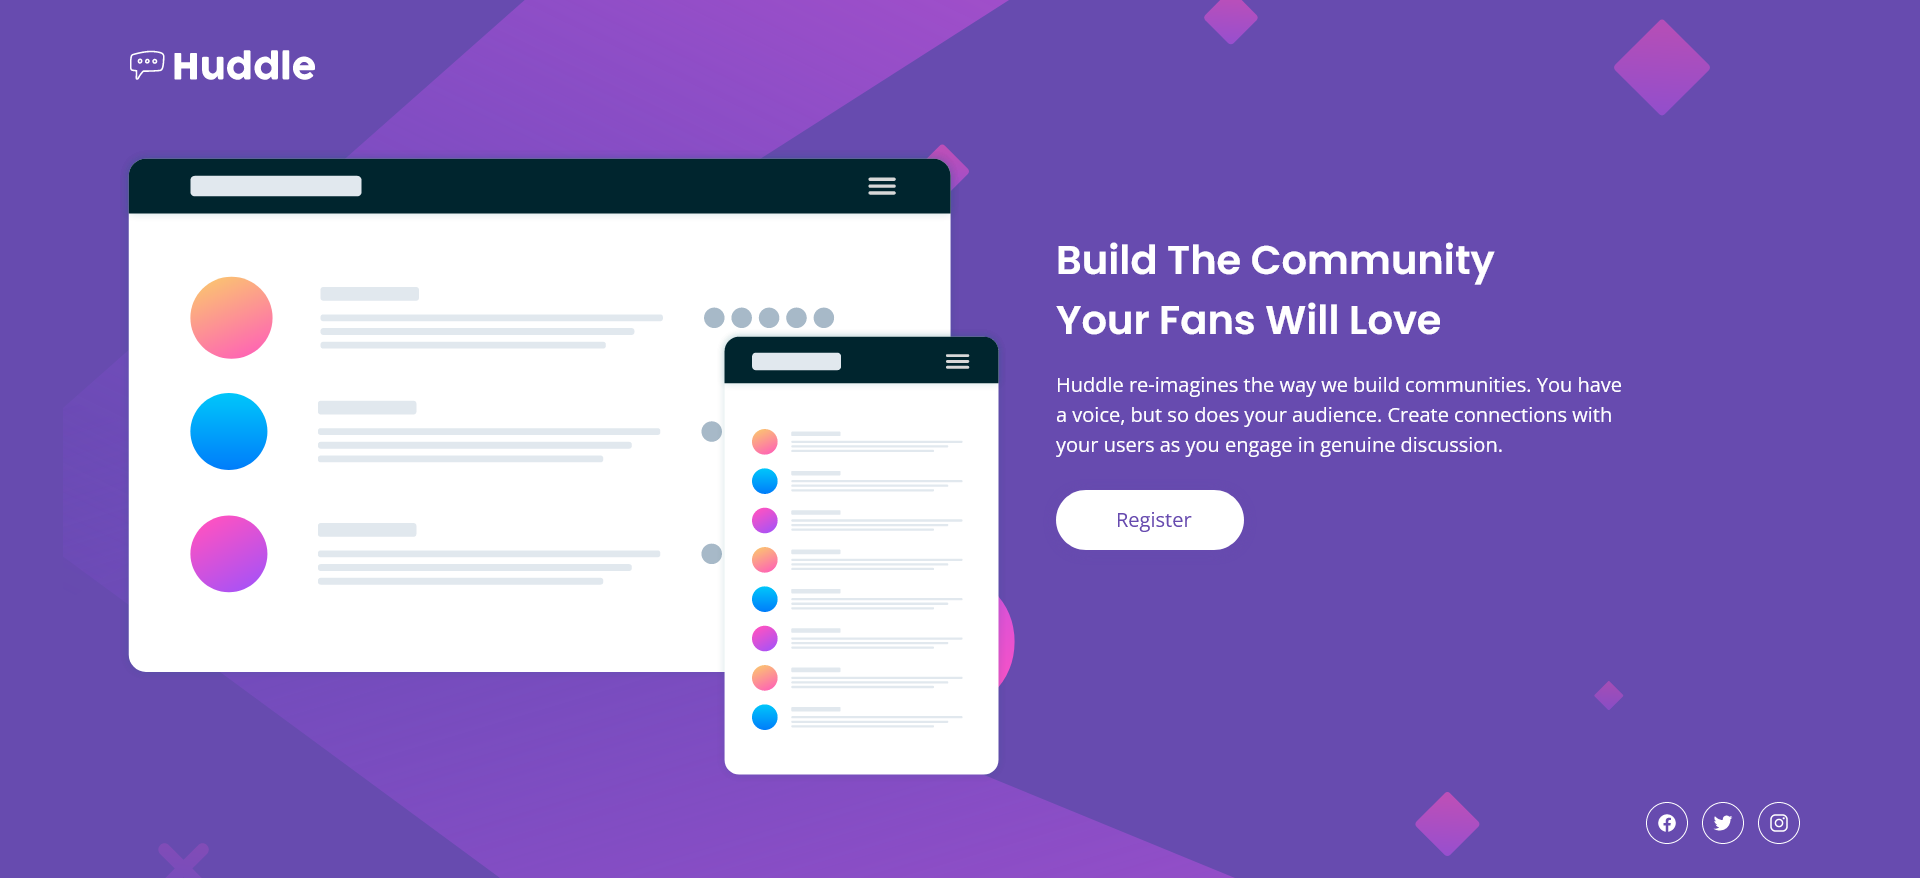 Huddle
Build The Community
Your Fans Will Love
Huddle re-imagines the way we build communities. You have
a voice, but so does your audience. Create connections with
your users as you engage in genuine discussion.
Register